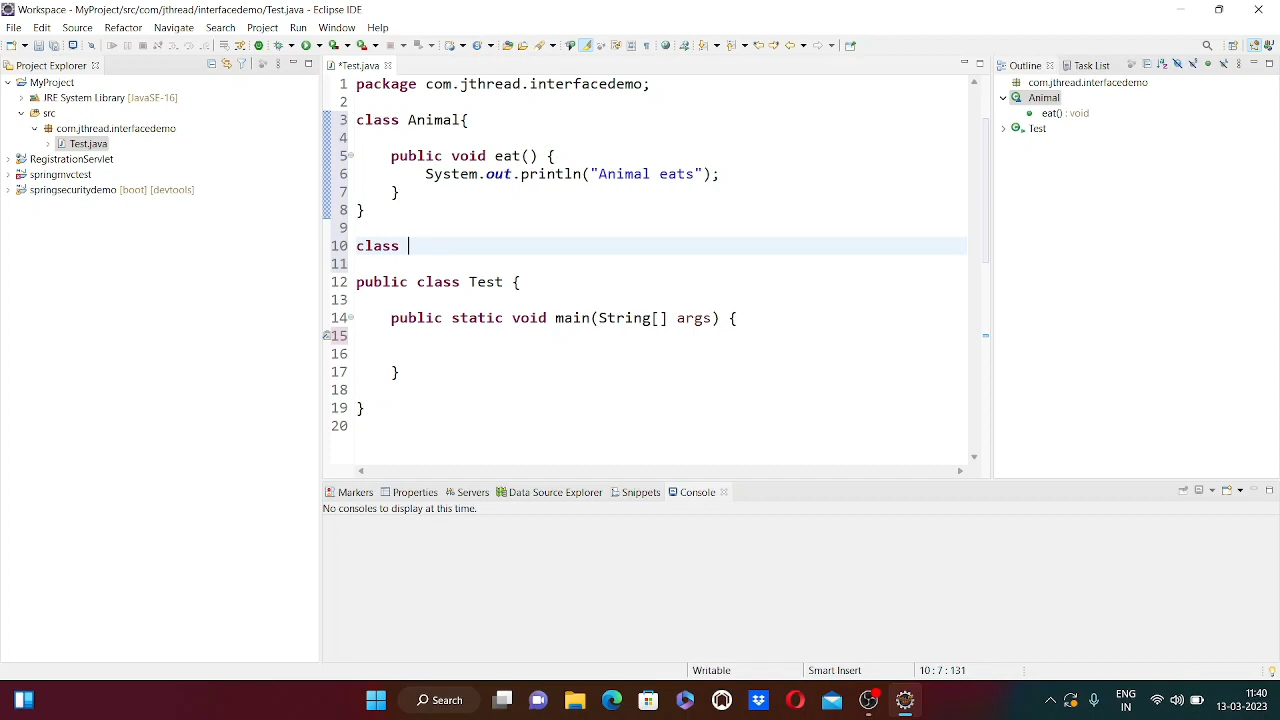 Workspace - MyProject/src/com/jthread/interfacedemo/Test.java - Eclipse IDE
File Edit Source Refactor Navigate Search Project Run Window Help
Project Explorer
MyProject
JRE System Library [JavaSE-16]
src
com.jthread.interfacedemo
Test.java
RegistrationServlet
springmvctest
springsecuritydemo [boot] [devtools]
*Test.java
1 package com.jthread.interfacedemo;
2
3 class Animal{
4
5 public void eat() {
6 System.out.println("Animal eats");
7 }
8 }
9
10 class
11
12 public class Test {
13
14 public static void main(String[] args) {
15
16
17 }
18
19 }
20
Outline Task List
com.jthread.interfacedemo
Animal
eat() : void
Test
Markers Properties Servers Data Source Explorer Snippets Console
No consoles to display at this time.
Writable Smart Insert 10 : 7 : 131
Search
ENG
IN
11:40
13-03-2023